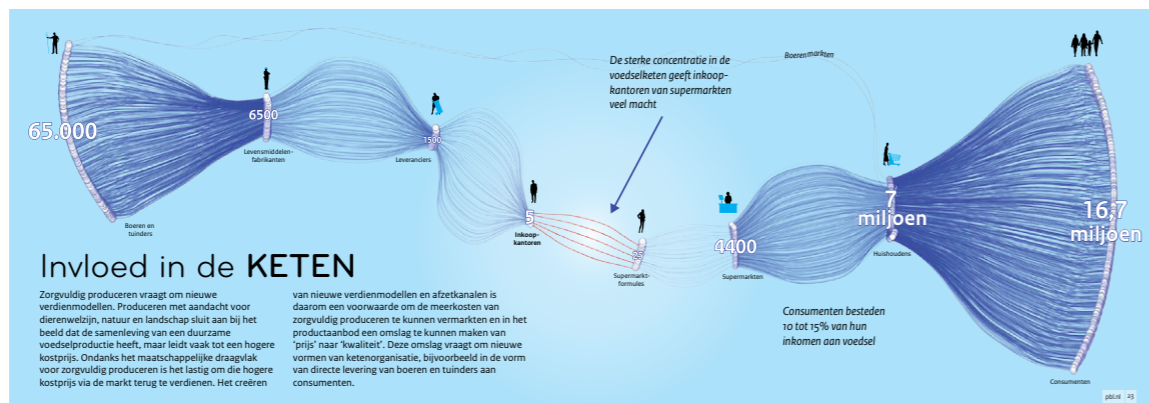 De sterke concentratie in de
voedselketen geeft inkoop-
kantoren van supermarkten
veel macht
Boerenmarkten
65.000
Boeren en
tuinders
6500
Levensmiddelen-
fabrikanten
1500
Leveranciers
5
Inkoop-
kantoren
Supermarkt-
formules
4400
Supermarkten
7
miljoen
Huishoudens
16,7
miljoen
Consumenten
Consumenten besteden
10 tot 15% van hun
inkomen aan voedsel
Invloed in de KETEN
Zorgvuldig produceren vraagt om nieuwe
verdienmodellen. Produceren met aandacht voor
dierenwelzijn, natuur en landschap sluit aan bij het
beeld dat de samenleving van een duurzame
voedselproductie heeft, maar leidt vaak tot een hogere
kostprijs. Ondanks het maatschappelijke draagvlak
voor zorgvuldig produceren is het lastig om die hogere
kostprijs via de markt terug te verdienen. Het creëren
van nieuwe verdienmodellen en afzetkanalen is
daarom een voorwaarde om de meerkosten van
zorgvuldig produceren te kunnen vermarkten en in het
productaanbod een omslag te kunnen maken van
‘prijs’ naar ‘kwaliteit’. Deze omslag vraagt om nieuwe
vormen van ketenorganisatie, bijvoorbeeld in de vorm
van directe levering van boeren en tuinders aan
consumenten.
pbl.nl 23